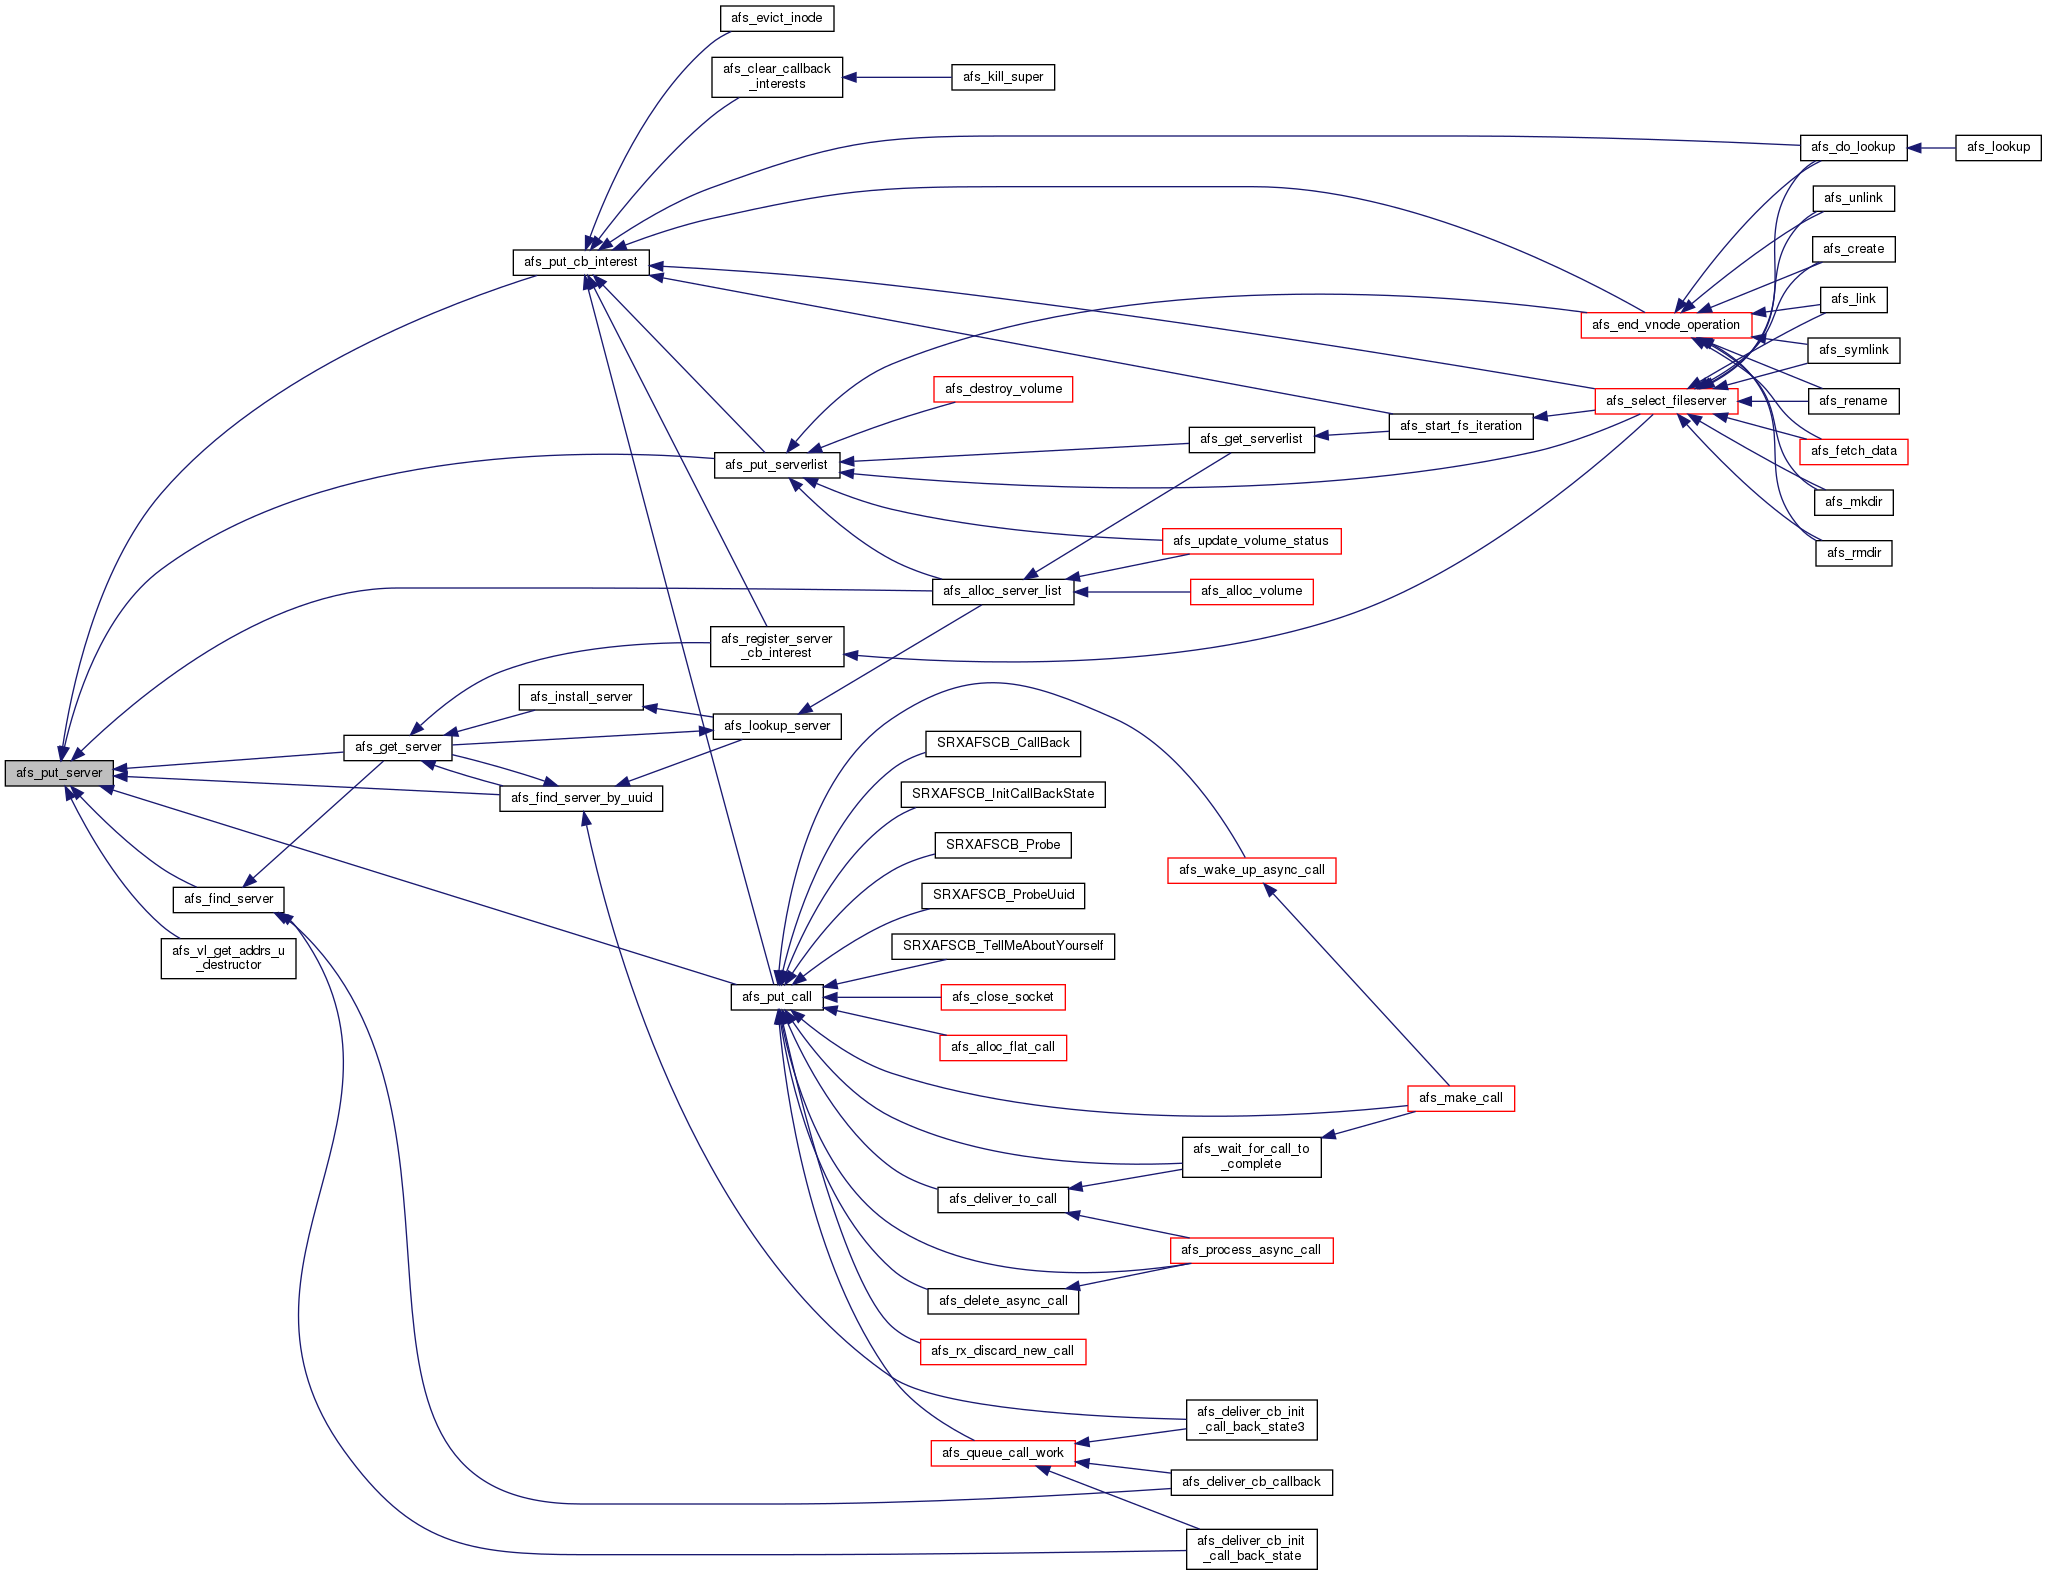 afs_evict_inode
afs_clear_callback
_interests
afs_kill_super
afs_do_lookup
afs_lookup
afs_unlink
afs_create
afs_put_cb_interest
afs_link
afs_end_vnode_operation
afs_symlink
afs_destroy_volume
afs_select_fileserver
afs_rename
afs_start_fs_iteration
afs_get_serverlist
afs_fetch_data
afs_put_serverlist
afs_mkdir
afs_update_volume_status
afs_rmdir
afs_alloc_server_list
afs_alloc_volume
afs_register_server
_cb_interest
afs_install_server
afs_lookup_server
afs_get_server
SRXAFSCB_CallBack
afs_put_server
afs_find_server_by_uuid
SRXAFSCB_InitCallBackState
SRXAFSCB_Probe
afs_wake_up_async_call
afs_find_server
SRXAFSCB_ProbeUuid
SRXAFSCB_TellMeAboutYourself
afs_vl_get_addrs_u
_destructor
afs_put_call
afs_close_socket
afs_alloc_flat_call
afs_make_call
afs_wait_for_call_to
_complete
afs_deliver_to_call
afs_process_async_call
afs_delete_async_call
afs_rx_discard_new_call
afs_deliver_cb_init
_call_back_state3
afs_queue_call_work
afs_deliver_cb_callback
afs_deliver_cb_init
_call_back_state